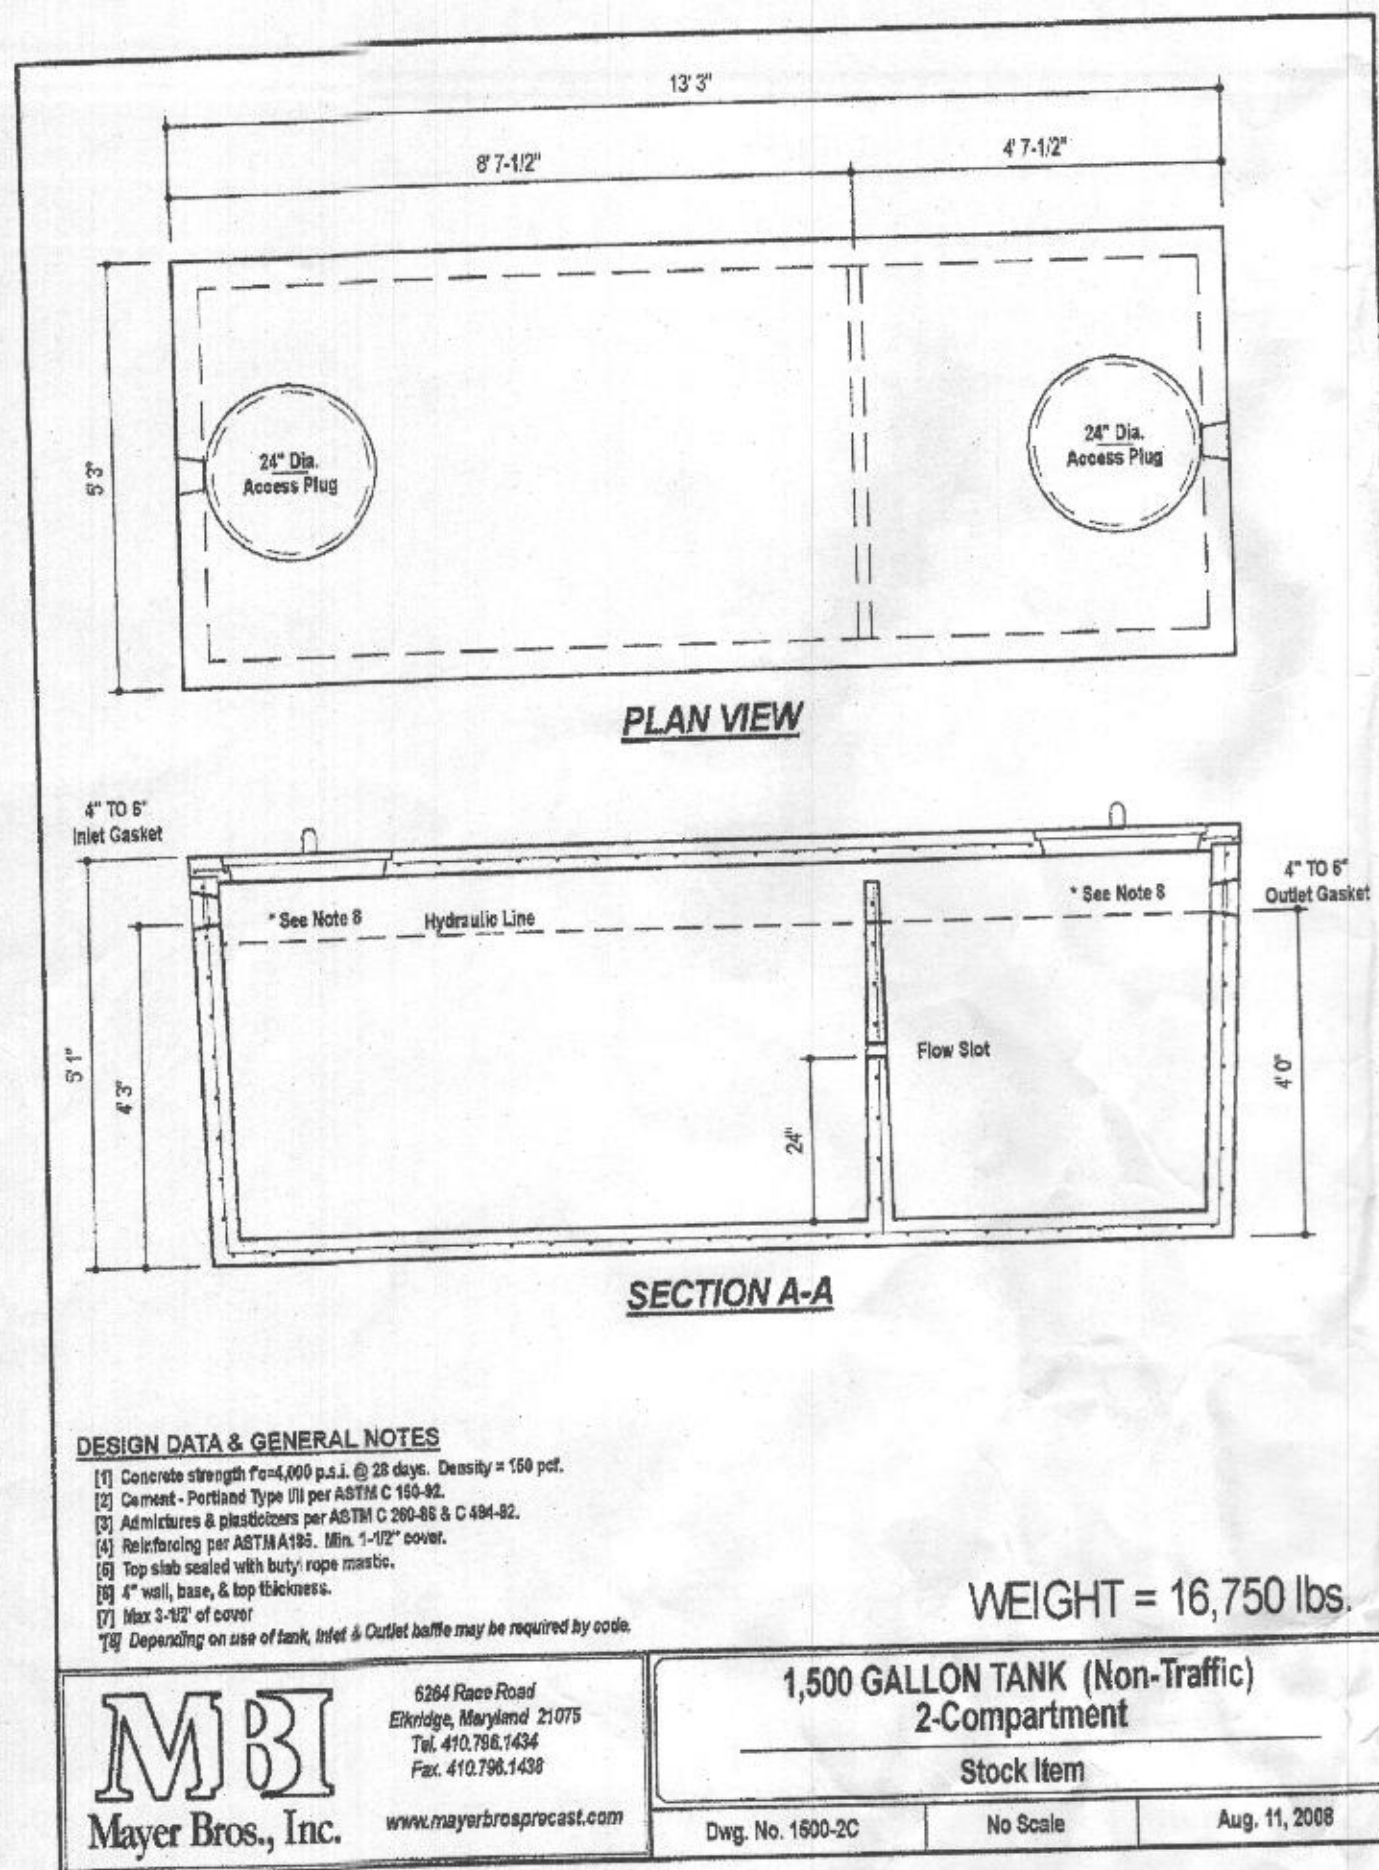 13' 3"
8' 7-1/2"
4' 7-1/2"
5' 3"
24" Dia.
Access Plug
24" Dia.
Access Plug
PLAN VIEW
4" TO 6"
Inlet Gasket
4" TO 6"
Outlet Gasket
* See Note 8
Hydraulic Line
* See Note 8
5' 1"
4' 3"
Flow Slot
24"
4' 0"
SECTION A-A
DESIGN DATA & GENERAL NOTES
[1] Concrete strength f'c=4,000 p.s.i. @ 28 days. Density = 150 pcf.
[2] Cement - Portland Type I/II per ASTM C 150-92.
[3] Admixtures & plasticizers per ASTM C 260-86 & C 494-92.
[4] Reinforcing per ASTM A185. Min. 1-1/2" cover.
[5] Top slab sealed with butyl rope mastic.
[6] 4" wall, base, & top thickness.
[7] Max 3-1/2' of cover
*[8] Depending on use of tank, Inlet & Outlet baffle may be required by code.
WEIGHT = 16,750 lbs.
MBI
Mayer Bros., Inc.
6264 Race Road
Elkridge, Maryland 21075
Tel. 410.796.1434
Fax. 410.796.1438
www.mayerbrosprecast.com
1,500 GALLON TANK (Non-Traffic)
2-Compartment
Stock Item
Dwg. No. 1500-2C
No Scale
Aug. 11, 2008